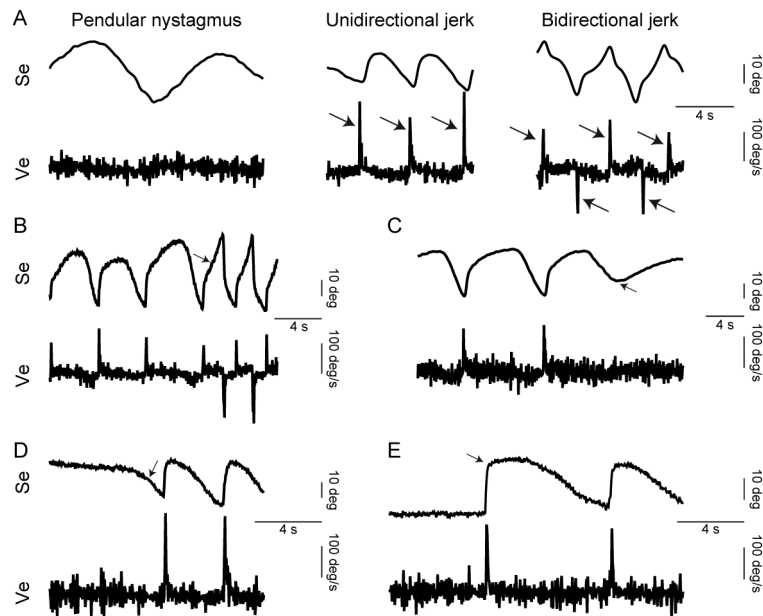 A
Pendular nystagmus
Unidirectional jerk
Bidirectional jerk
Se
10 deg
4 s
Ve
100 deg/s
B
Se
10 deg
4 s
Ve
100 deg/s
C
10 deg
4 s
100 deg/s
D
Se
10 deg
4 s
Ve
100 deg/s
E
10 deg
4 s
100 deg/s